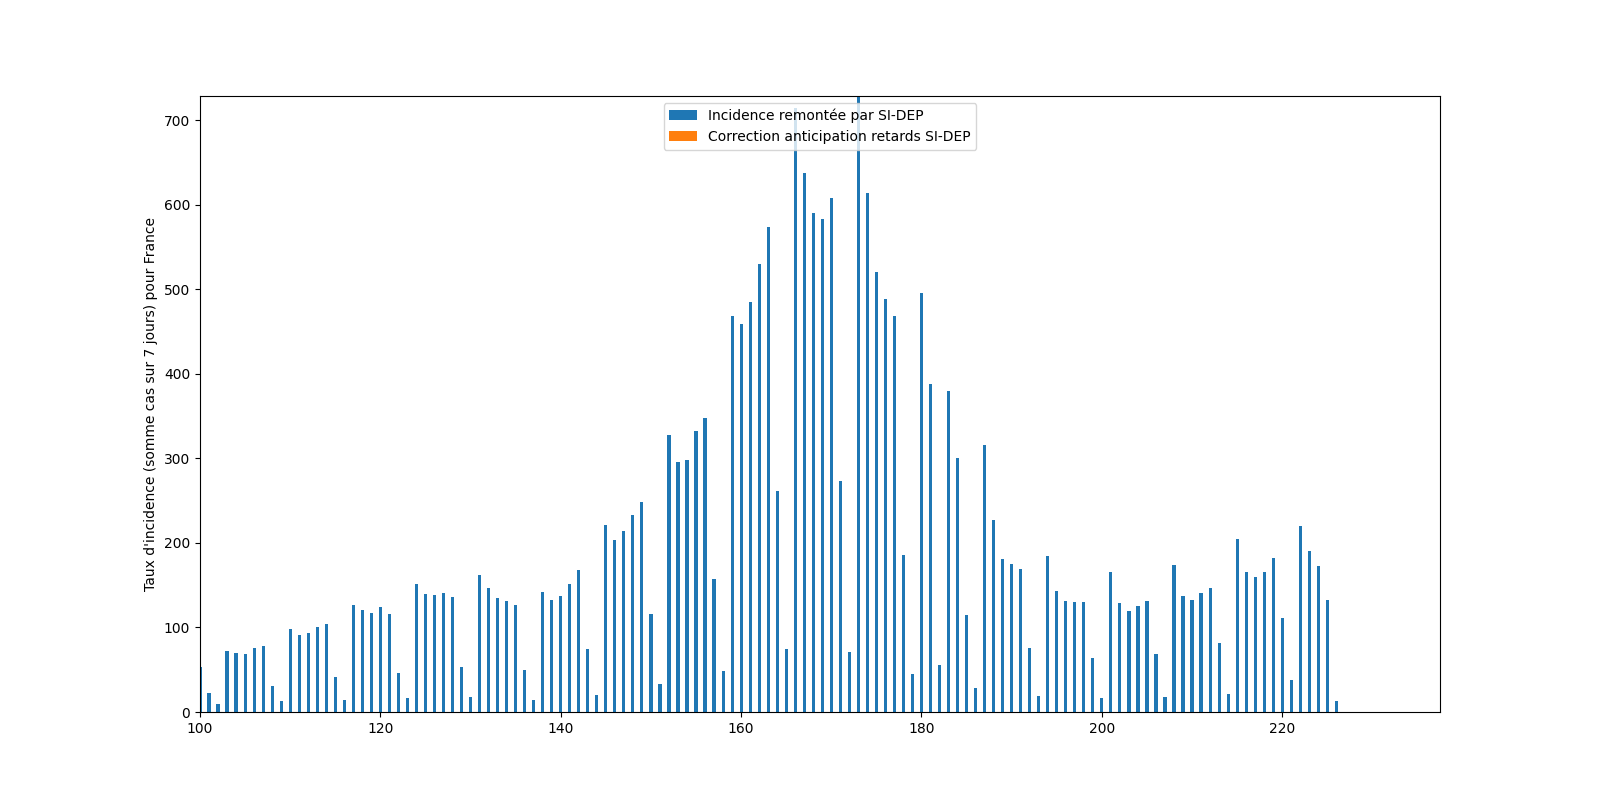 Incidence remontée par SI-DEP
Correction anticipation retards SI-DEP
Taux d'incidence (somme cas sur 7 jours) pour France
700
600
500
400
300
200
100
0
100 120 140 160 180 200 220